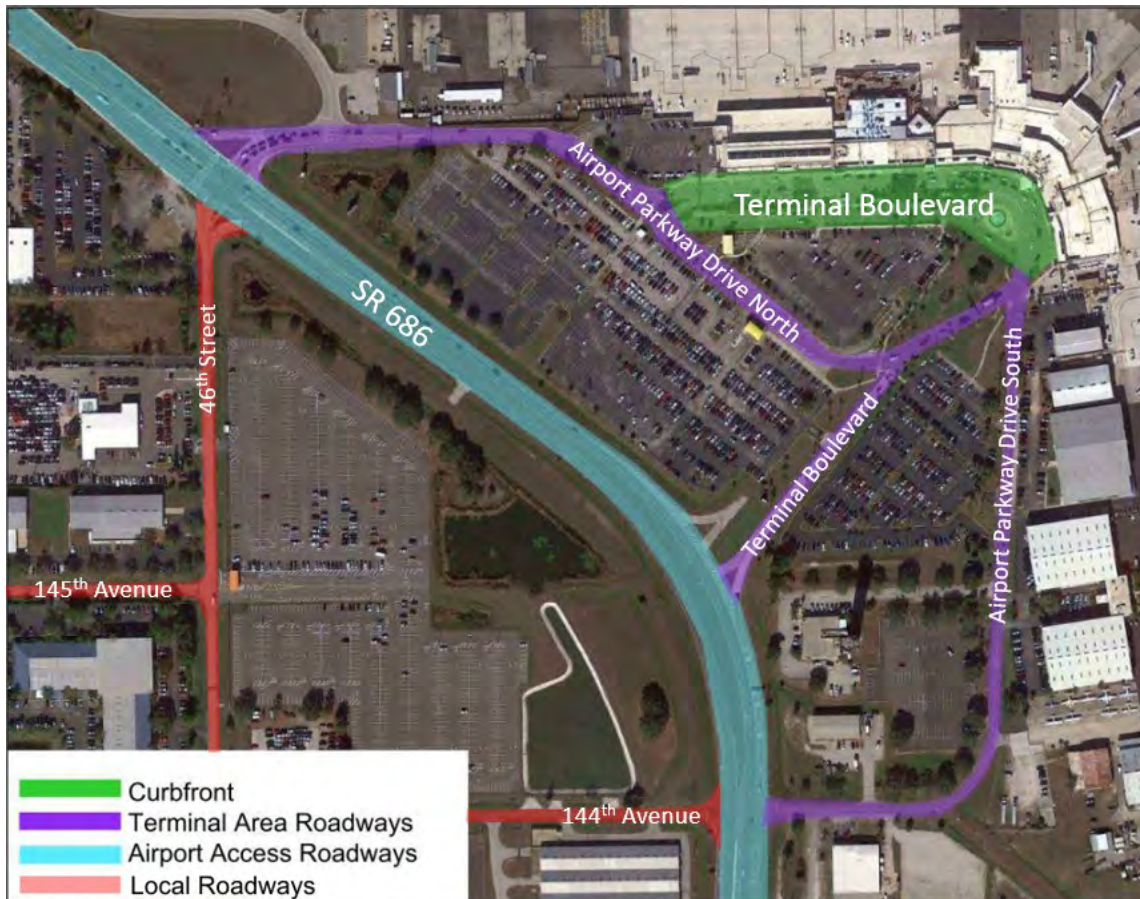 Terminal Boulevard
Airport Parkway Drive North
SR 686
46th Street
Terminal Boulevard
Airport Parkway Drive South
145th Avenue
144th Avenue
Curbfront
Terminal Area Roadways
Airport Access Roadways
Local Roadways